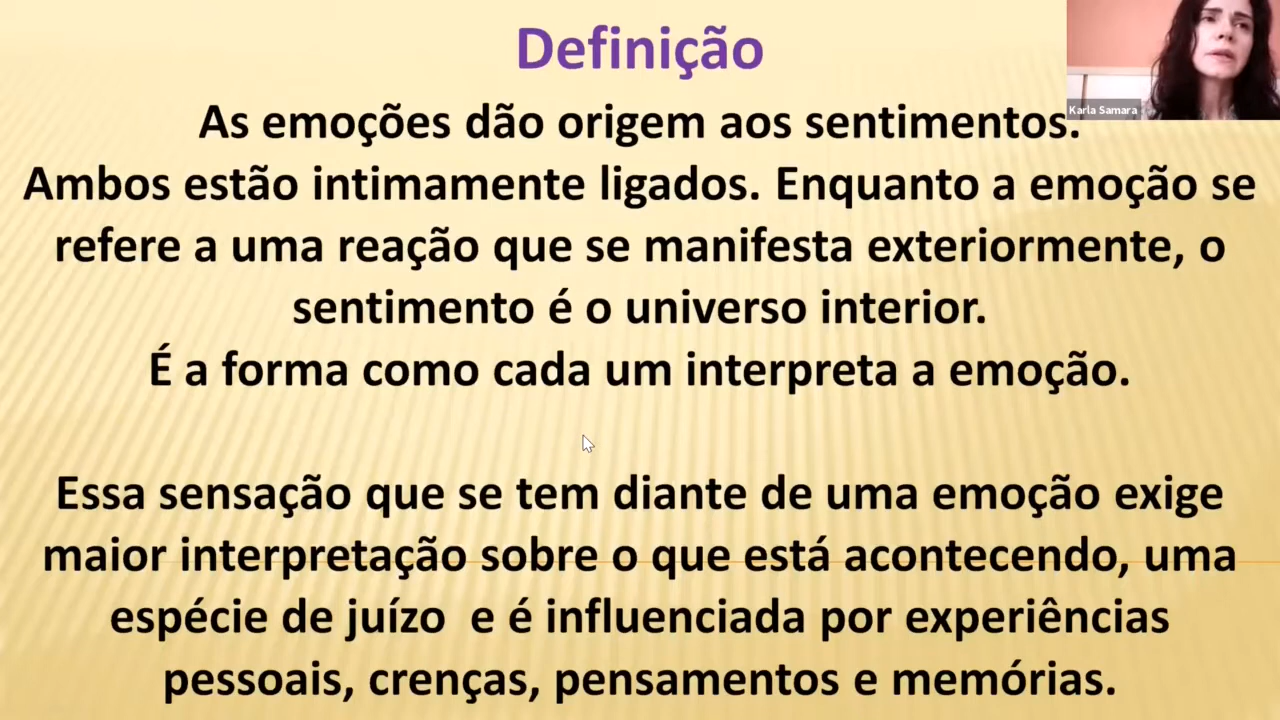 Definição
Karla Samara
As emoções dão origem aos sentimentos.
Ambos estão intimamente ligados. Enquanto a emoção se
refere a uma reação que se manifesta exteriormente, o
sentimento é o universo interior.
É a forma como cada um interpreta a emoção.
Essa sensação que se tem diante de uma emoção exige
maior interpretação sobre o que está acontecendo, uma
espécie de juízo  e é influenciada por experiências
pessoais, crenças, pensamentos e memórias.